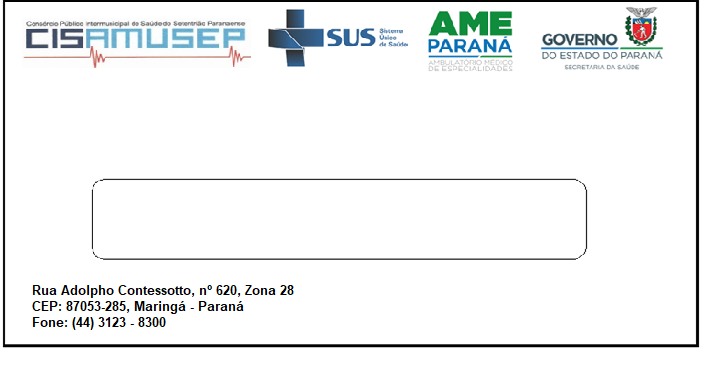 Consórcio Público Intermunicipal de Saúde do Setentrião Paranaense
CISAMUSEP
SUS Sistema
Único
de Saúde
AME
PARANÁ
AMBULATÓRIO MÉDICO
DE ESPECIALIDADES
GOVERNO
DO ESTADO DO PARANÁ
SECRETARIA DA SAÚDE
Rua Adolpho Contessotto, nº 620, Zona 28
CEP: 87053-285, Maringá - Paraná
Fone: (44) 3123 - 8300